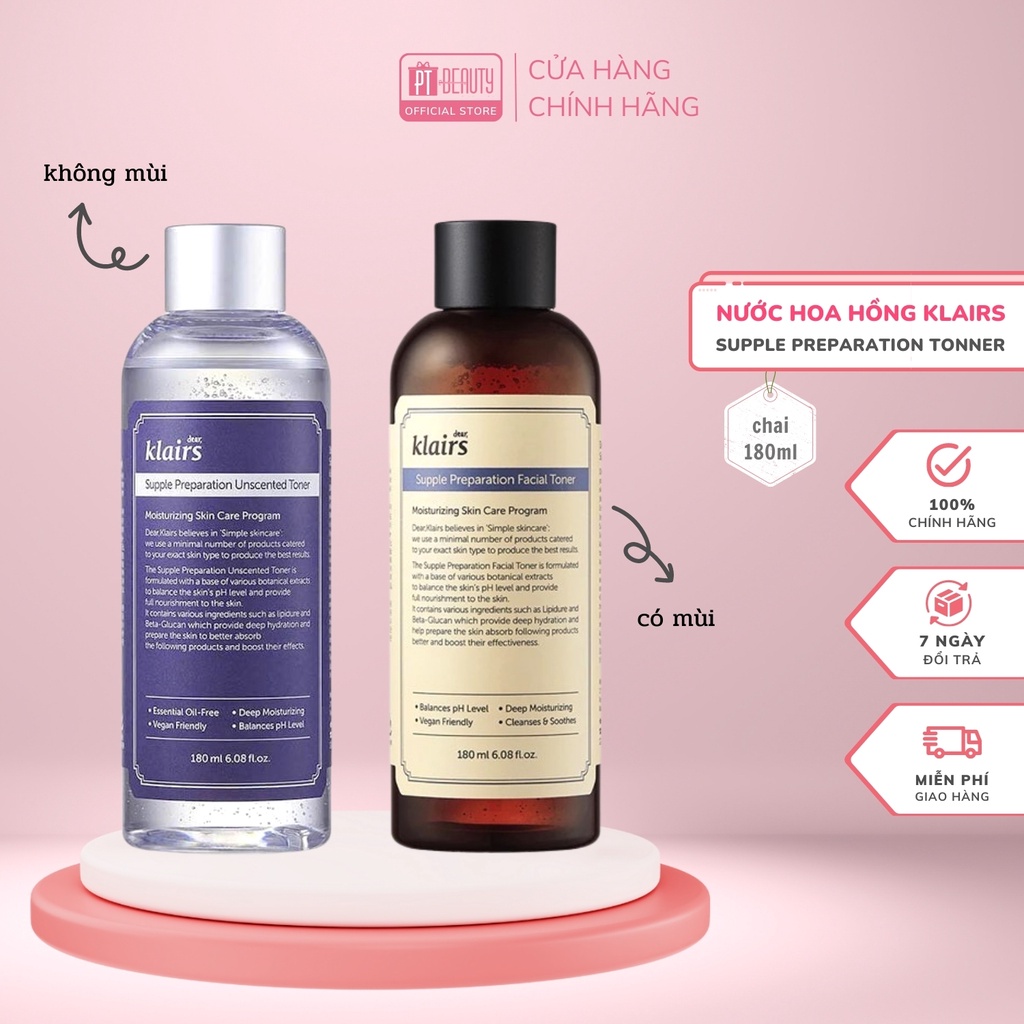 PT BEAUTY
OFFICIAL STORE
CỬA HÀNG
CHÍNH HÃNG
không mùi
NƯỚC HOA HỒNG KLAIRS
SUPPLE PREPARATION TONNER
chai
180ml
dear,
klairs
Supple Preparation Unscented Toner
Moisturizing Skin Care Program
Dear.Klairs believes in 'Simple skincare':
we use a minimal number of products catered
to your exact skin type to produce the best results.
The Supple Preparation Unscented Toner is
formulated with a base of various botanical extracts
to balance the skin's pH level and provide
full nourishment to the skin.
It contains various ingredients such as Lipidure and
Beta-Glucan which provide deep hydration and
prepare the skin to better absorb
the following products and boost their effects.
• Essential Oil-Free • Deep Moisturizing
• Vegan Friendly • Balances pH Level
180 ml 6.08 fl.oz.
dear,
klairs
Supple Preparation Facial Toner
Moisturizing Skin Care Program
Dear.Klairs believes in 'Simple skincare':
we use a minimal number of products catered
to your exact skin type to produce the best results.
The Supple Preparation Facial Toner is formulated
with a base of various botanical extracts
to balance the skin's pH level and provide
full nourishment to the skin.
It contains various ingredients such as Lipidure and
Beta-Glucan which provide deep hydration and
help prepare the skin absorb following products
better and boost their effectiveness.
• Balances pH Level • Deep Moisturizing
• Vegan Friendly • Cleanses & Soothes
180 ml 6.08 fl.oz.
có mùi
100%
CHÍNH HÃNG
7 NGÀY
ĐỔI TRẢ
MIỄN PHÍ
GIAO HÀNG